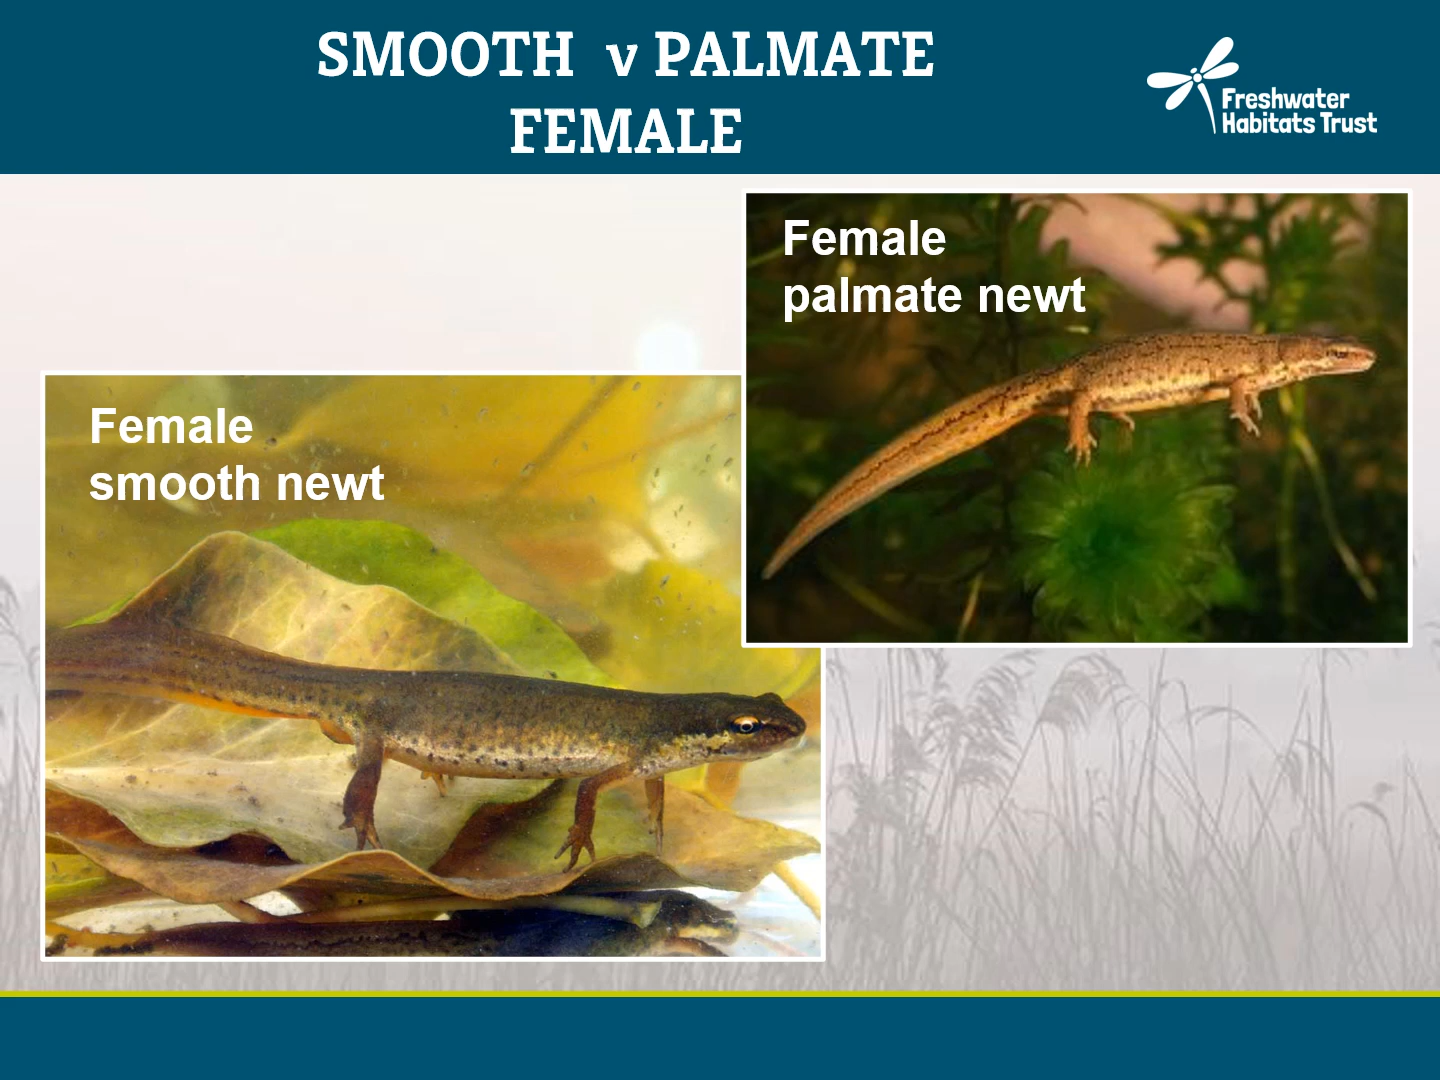 SMOOTH v PALMATE
FEMALE
Freshwater
Habitats Trust
Female
palmate newt
Female
smooth newt